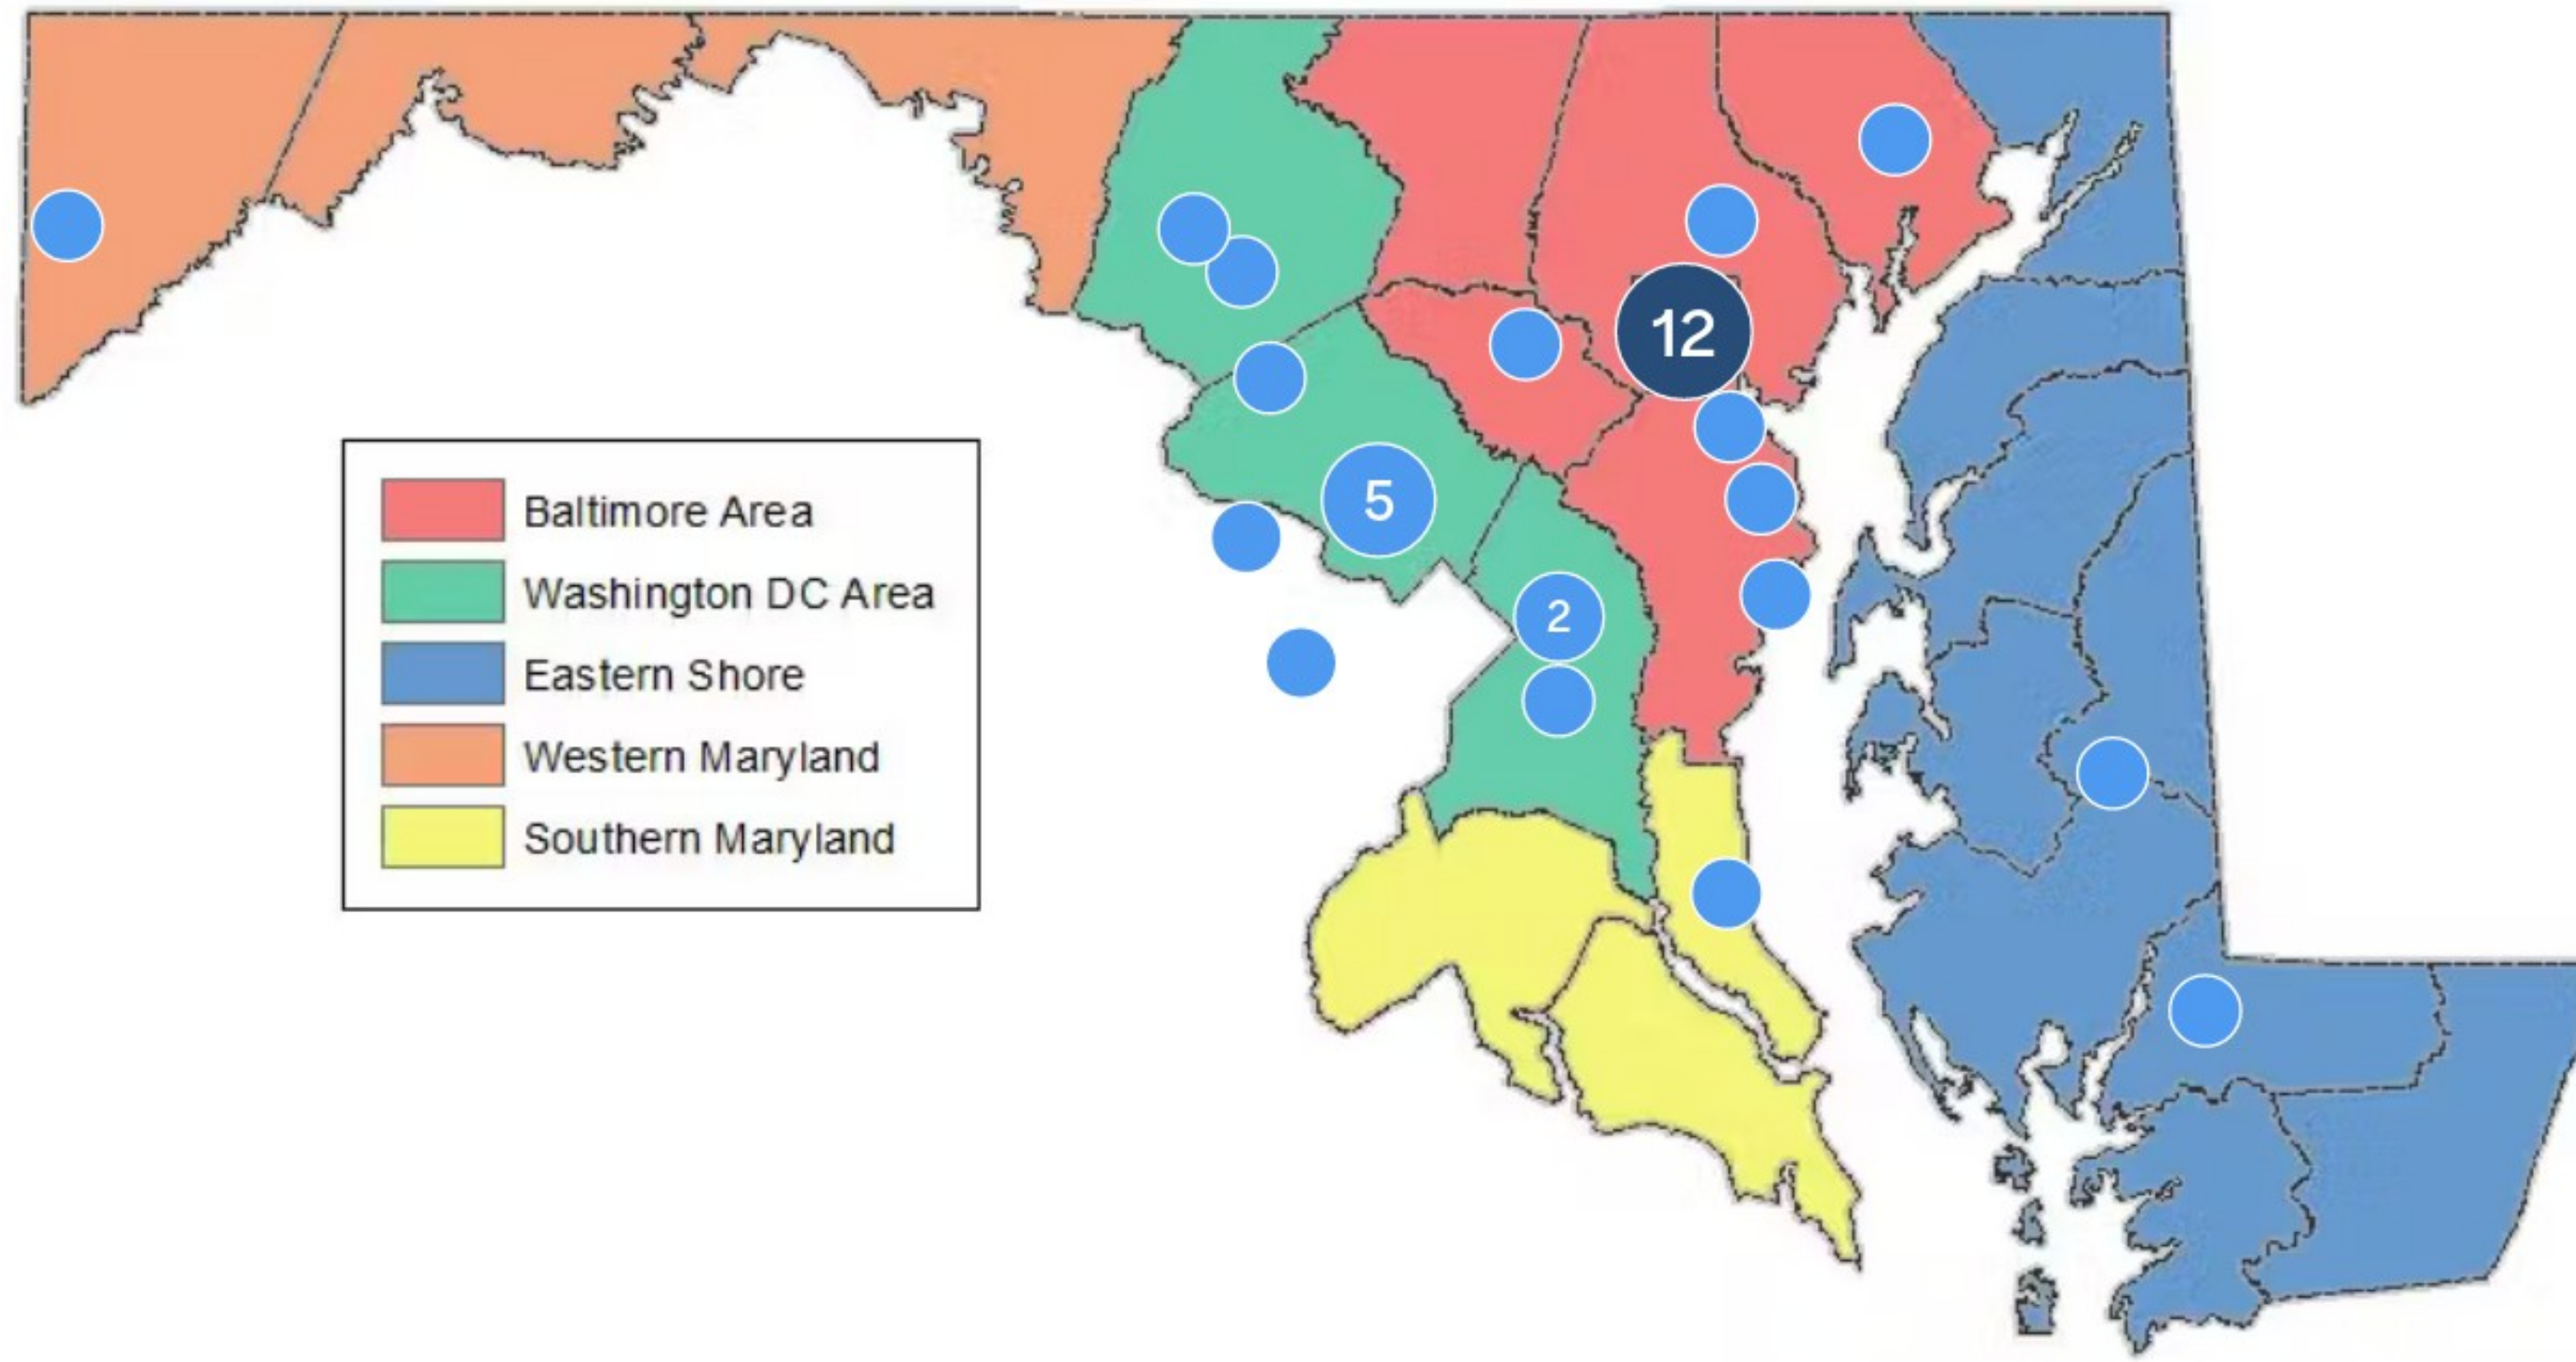 12
5
2
Baltimore Area
Washington DC Area
Eastern Shore
Western Maryland
Southern Maryland